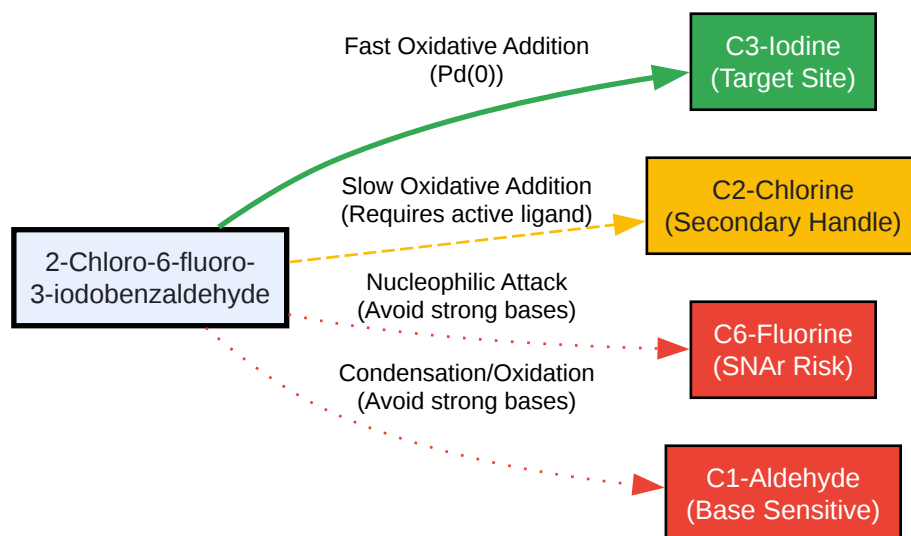 Fast Oxidative Addition
(Pd(0))
C3-Iodine
(Target Site)
Slow Oxidative Addition
(Requires active ligand)
C2-Chlorine
(Secondary Handle)
2-Chloro-6-fluoro-
3-iodobenzaldehyde
Nucleophilic Attack
(Avoid strong bases)
C6-Fluorine
(SNAr Risk)
Condensation/Oxidation
(Avoid strong bases)
C1-Aldehyde
(Base Sensitive)